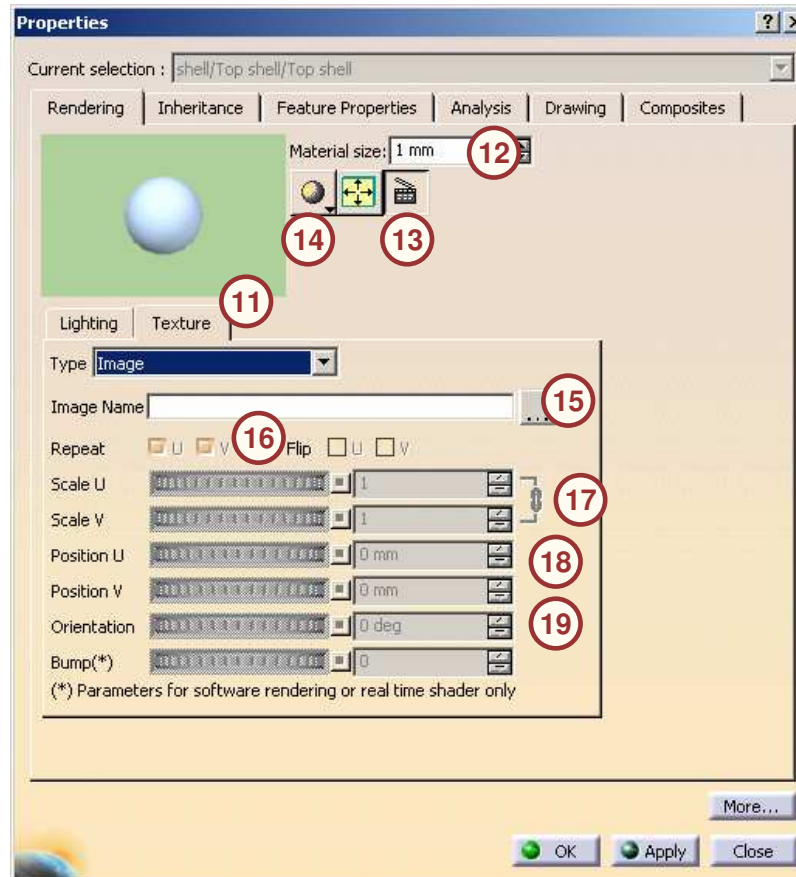 Properties
Current selection : shell/Top shell/Top shell
Rendering Inheritance Feature Properties Analysis Drawing Composites
Material size: 1 mm 12
14 13
11
Lighting Texture
Type Image
Image Name ... 15
Repeat U V 16 Flip U V
Scale U 1
17
Scale V 1
Position U 0 mm 18
Position V 0 mm
Orientation 0 deg 19
Bump(*) 0
(*) Parameters for software rendering or real time shader only
More...
OK Apply Close